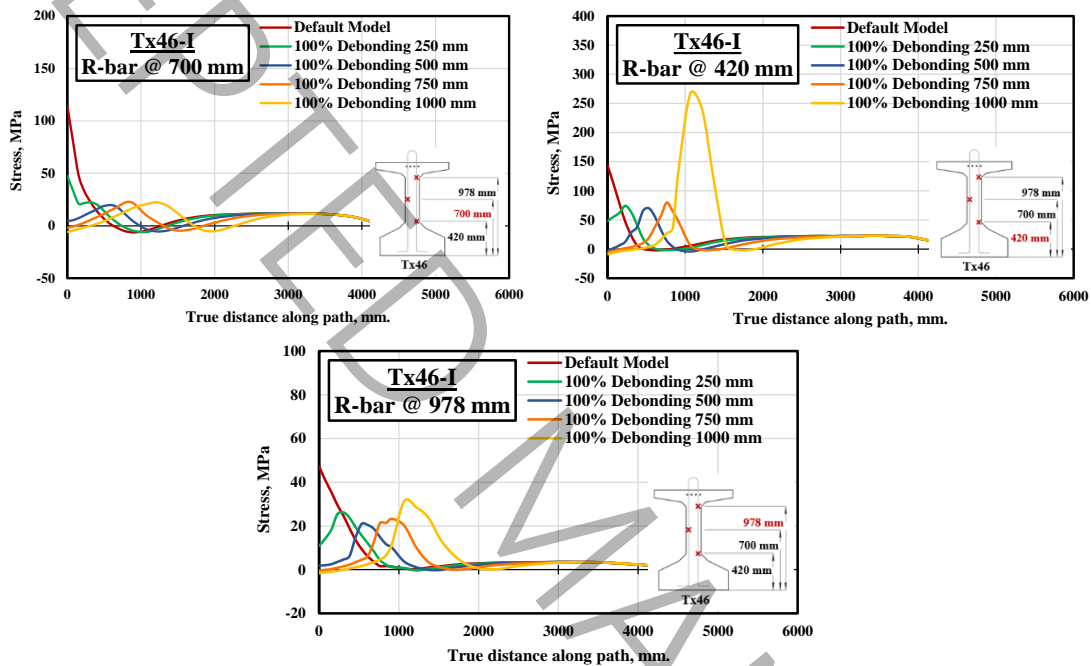 Tx46-I
R-bar @ 700 mm
Default Model
100% Debonding 250 mm
100% Debonding 500 mm
100% Debonding 750 mm
100% Debonding 1000 mm
200
150
100
50
0
-50
Stress, MPa
0 1000 2000 3000 4000 5000 6000
True distance along path, mm.
978 mm
700 mm
420 mm
Tx46
Tx46-I
R-bar @ 420 mm
Default Model
100% Debonding 250 mm
100% Debonding 500 mm
100% Debonding 750 mm
100% Debonding 1000 mm
400
350
300
250
200
150
100
50
0
-50
Stress, MPa
0 1000 2000 3000 4000 5000 6000
True distance along path, mm.
978 mm
700 mm
420 mm
Tx46
Tx46-I
R-bar @ 978 mm
Default Model
100% Debonding 250 mm
100% Debonding 500 mm
100% Debonding 750 mm
100% Debonding 1000 mm
100
80
60
40
20
0
-20
Stress, MPa
0 1000 2000 3000 4000 5000 6000
True distance along path, mm.
978 mm
700 mm
420 mm
Tx46